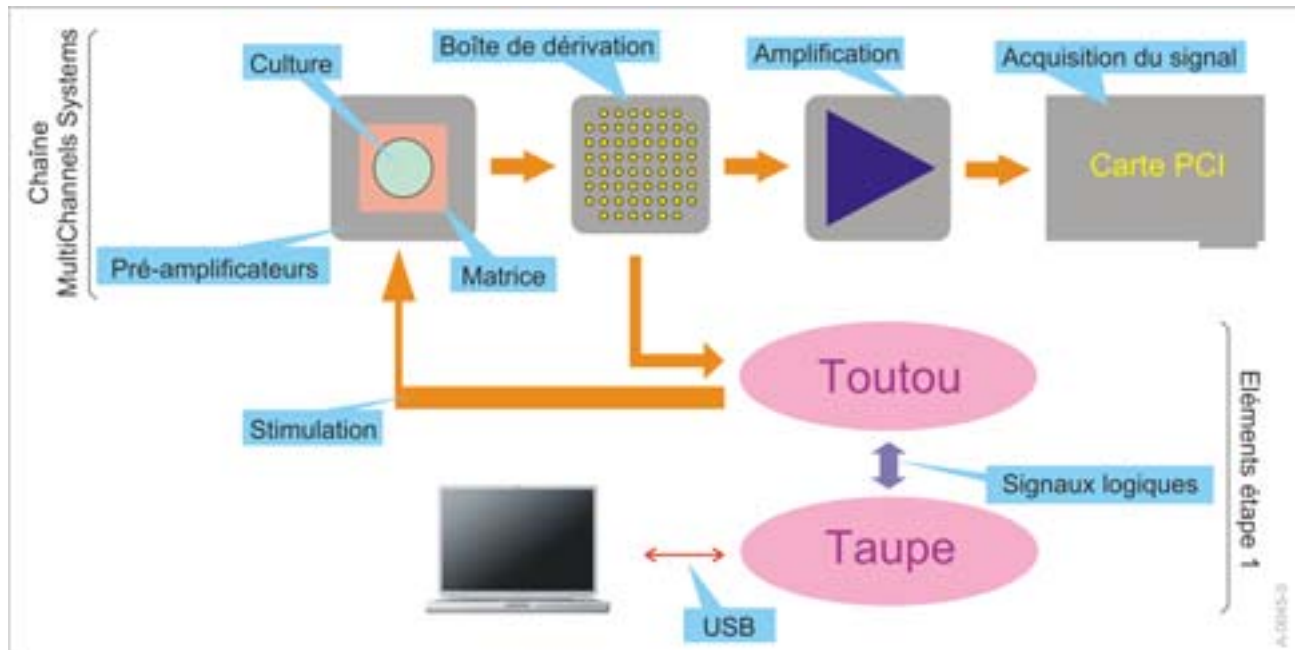 Chaîne
MultiChannels Systems
Culture
Boîte de dérivation
Amplification
Acquisition du signal
Carte PCI
Pré-amplificateurs
Matrice
Toutou
Stimulation
Signaux logiques
Taupe
USB
Eléments étape 1